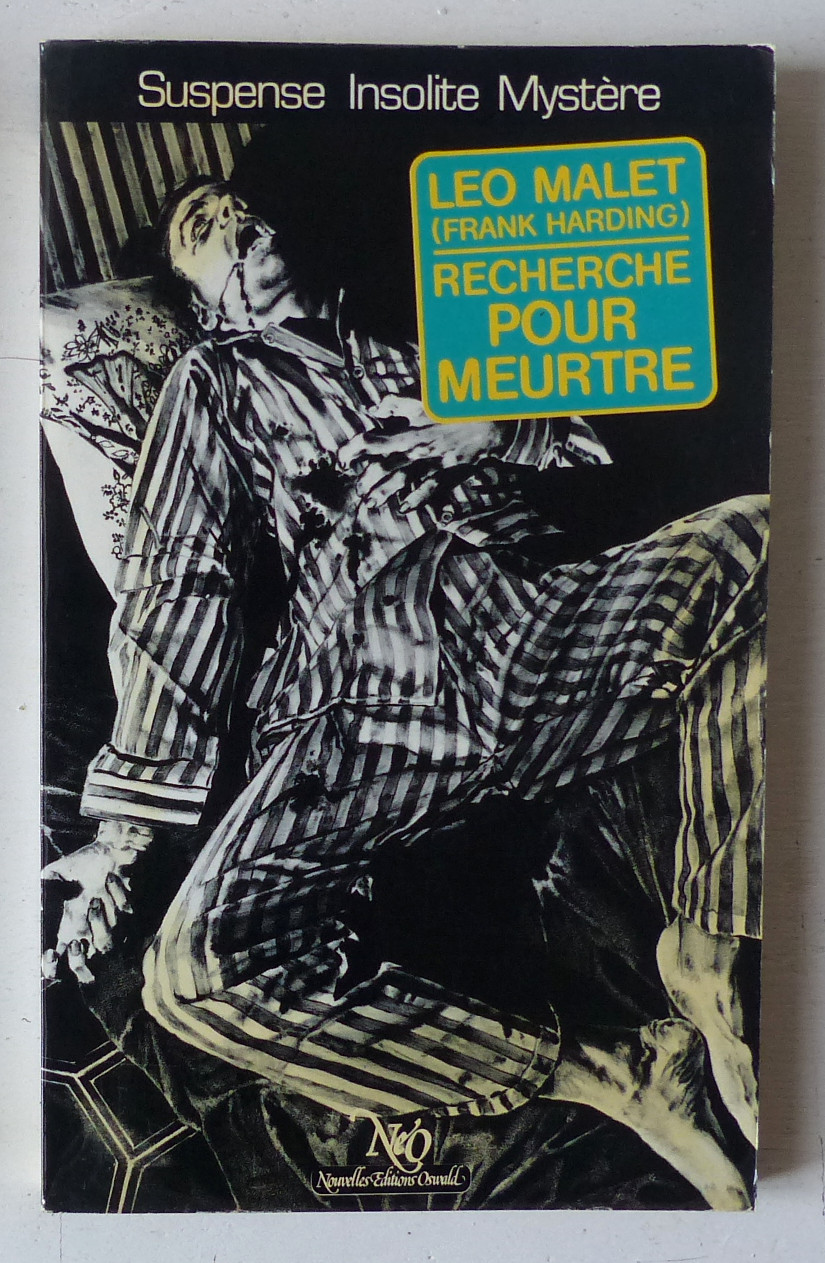 Suspense Insolite Mystère
LEO MALET
(FRANK HARDING)
RECHERCHE
POUR
MEURTRE
NéO
Nouvelles Editions Oswald